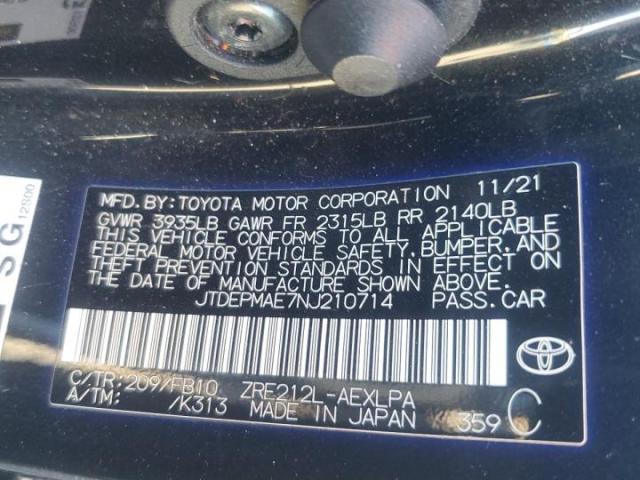 SG
12S00
MFD.BY:TOYOTA MOTOR CORPORATION 11/21
GVWR 3935LB GAWR FR 2315LB RR 2140LB
THIS VEHICLE CONFORMS TO ALL APPLICABLE
FEDERAL MOTOR VEHICLE SAFETY,BUMPER,AND
THEFT PREVENTION STANDARDS IN EFFECT ON
THE DATE OF MANUFACTURE SHOWN ABOVE.
JTDEPMAE7NJ210714 PASS.CAR
C/TR:209/FB10 ZRE212L-AEXLPA
A/TM: /K313 MADE IN JAPAN 359 C